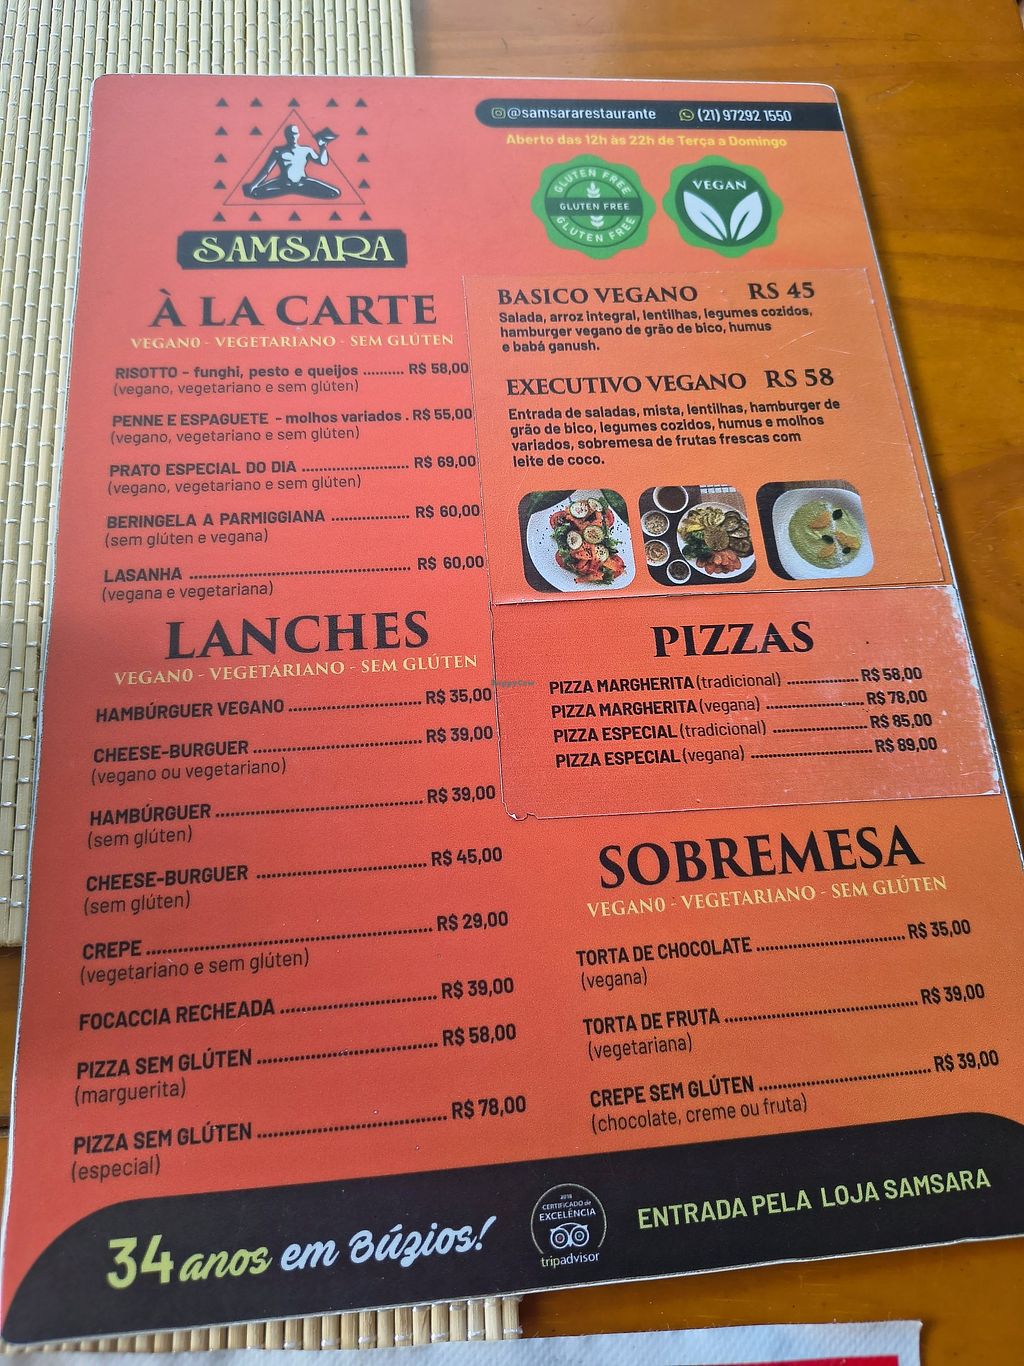 @samsararestaurante (21) 97292 1550
Aberto das 12h às 22h de Terça a Domingo
GLUTEN FREE
GLUTEN FREE
GLUTEN FREE
VEGAN
SAMSARA
À LA CARTE
VEGANO - VEGETARIANO - SEM GLÚTEN
RISOTTO - funghi, pesto e queijos .......... R$ 58,00
(vegano, vegetariano e sem glúten)
PENNE E ESPAGUETE - molhos variados . R$ 55,00
(vegano, vegetariano e sem glúten)
PRATO ESPECIAL DO DIA .......................... R$ 69,00
(vegano, vegetariano e sem glúten)
BERINGELA A PARMIGGIANA ................... R$ 60,00
(sem glúten e vegana)
LASANHA ..................................................... R$ 60,00
(vegana e vegetariana)
LANCHES
VEGANO - VEGETARIANO - SEM GLÚTEN
HAMBÚRGUER VEGANO ................................ R$ 35,00
CHEESE-BURGUER ........................................ R$ 39,00
(vegano ou vegetariano)
HAMBÚRGUER ................................................. R$ 39,00
(sem glúten)
CHEESE-BURGUER ........................................ R$ 45,00
(sem glúten)
CREPE ................................................................. R$ 29,00
(vegetariano e sem glúten)
FOCACCIA RECHEADA .................................... R$ 39,00
PIZZA SEM GLÚTEN ......................................... R$ 58,00
(marguerita)
PIZZA SEM GLÚTEN ........................................... R$ 78,00
(especial)
BASICO VEGANO RS 45
Salada, arroz integral, lentilhas, legumes cozidos,
hamburger vegano de grão de bico, humus
e babá ganush.
EXECUTIVO VEGANO RS 58
Entrada de saladas, mista, lentilhas, hamburger de
grão de bico, legumes cozidos, humus e molhos
variados, sobremesa de frutas frescas com
leite de coco.
PIZZAS
PIZZA MARGHERITA (tradicional) ................ R$ 58,00
PIZZA MARGHERITA (vegana) ....................... R$ 78,00
PIZZA ESPECIAL (tradicional) ..................... R$ 85,00
PIZZA ESPECIAL (vegana) ............................ R$ 89,00
SOBREMESA
VEGANO - VEGETARIANO - SEM GLÚTEN
TORTA DE CHOCOLATE ................................. R$ 35,00
(vegana)
TORTA DE FRUTA ........................................... R$ 39,00
(vegetariana)
CREPE SEM GLÚTEN ...................................... R$ 39,00
(chocolate, creme ou fruta)
34 anos em Búzios!
2018
CERTIFICADO de
EXCELÊNCIA
tripadvisor
ENTRADA PELA LOJA SAMSARA
HappyCow